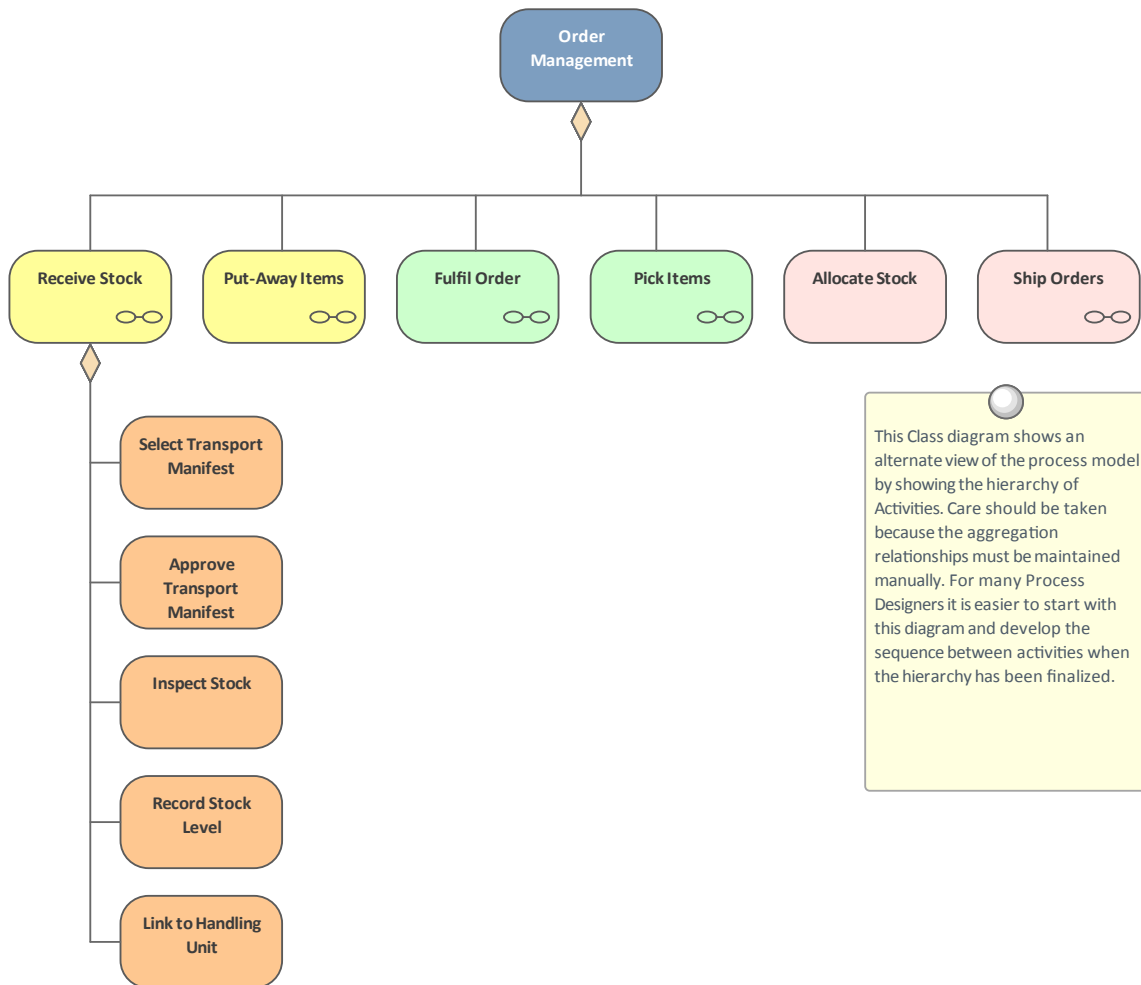 Order
Management
Receive Stock
Put-Away Items
Fulfil Order
Pick Items
Allocate Stock
Ship Orders
Select Transport
Manifest
Approve
Transport
Manifest
Inspect Stock
Record Stock
Level
Link to Handling
Unit
This Class diagram shows an
alternate view of the process model
by showing the hierarchy of
Activities. Care should be taken
because the aggregation
relationships must be maintained
manually. For many Process
Designers it is easier to start with
this diagram and develop the
sequence between activities when
the hierarchy has been finalized.